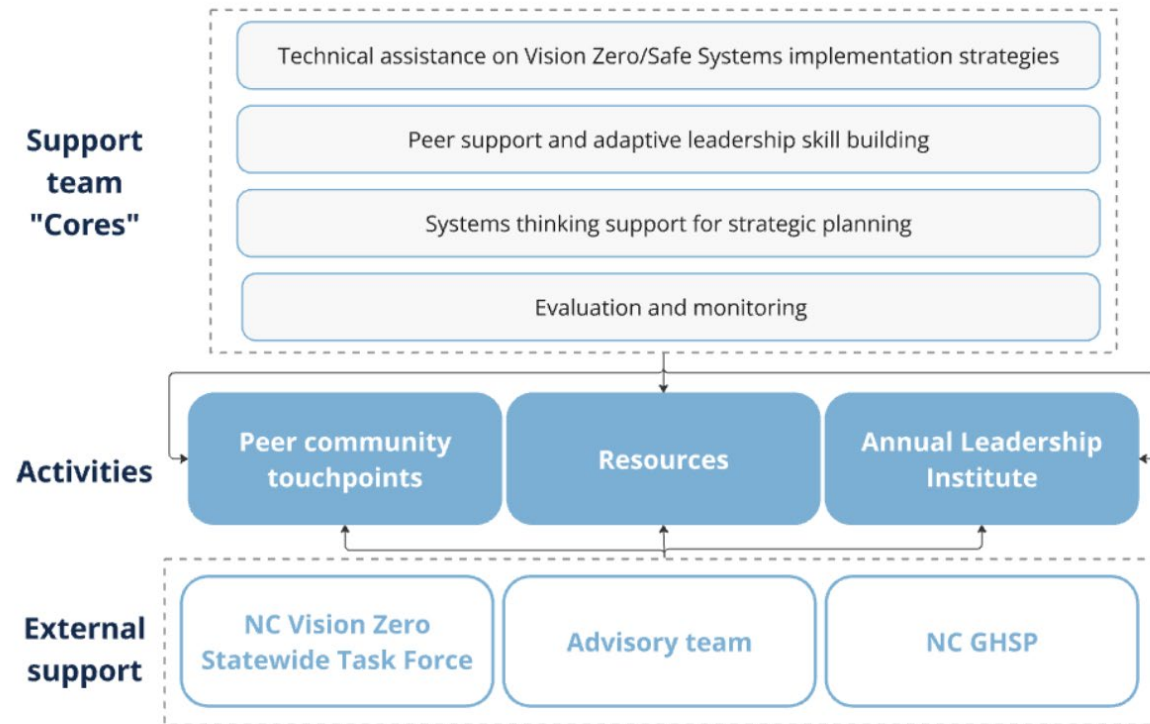 Technical assistance on Vision Zero/Safe Systems implementation strategies
Peer support and adaptive leadership skill building
Systems thinking support for strategic planning
Evaluation and monitoring
Support
team
"Cores"
Activities
Peer community
touchpoints
Resources
Annual Leadership
Institute
External
support
NC Vision Zero
Statewide Task Force
Advisory team
NC GHSP